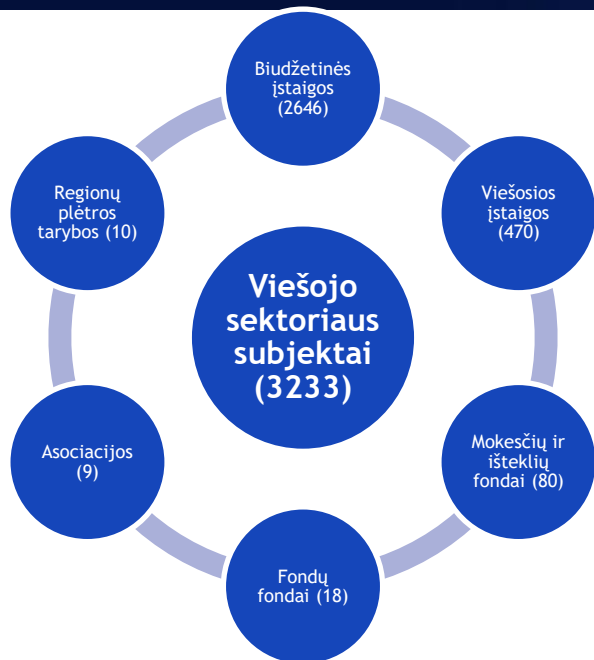 Biudžetinės
įstaigos
(2646)
Viešosios
įstaigos
(470)
Mokesčių ir
išteklių
fondai (80)
Fondų
fondai (18)
Asociacijos
(9)
Regionų
plėtros
tarybos (10)
Viešojo
sektoriaus
subjektai
(3233)